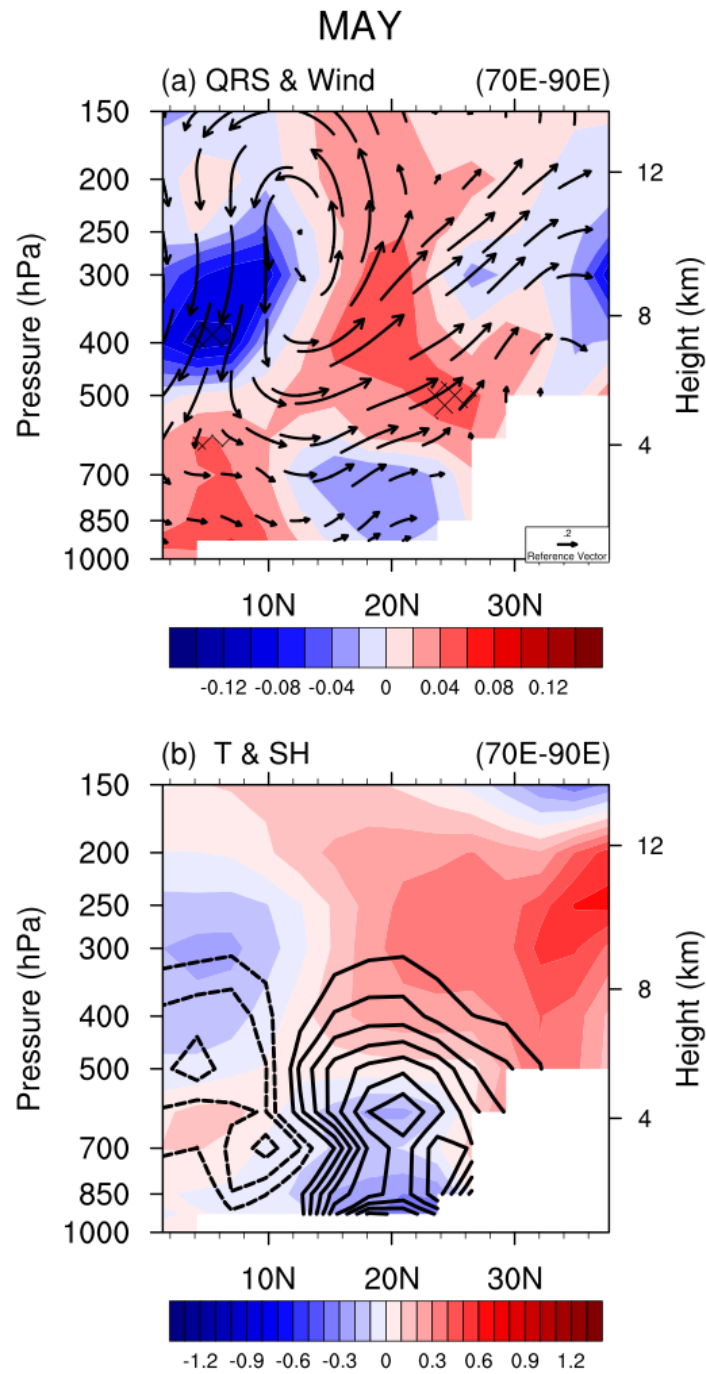 MAY
(a) QRS & Wind (70E-90E)
150
200
250
300
400
500
700
850
1000
Pressure (hPa)
12
8
4
Height (km)
.2
Reference Vector
10N 20N 30N
-0.12 -0.08 -0.04 0 0.04 0.08 0.12
(b) T & SH (70E-90E)
150
200
250
300
400
500
700
850
1000
Pressure (hPa)
12
8
4
Height (km)
10N 20N 30N
-1.2 -0.9 -0.6 -0.3 0 0.3 0.6 0.9 1.2